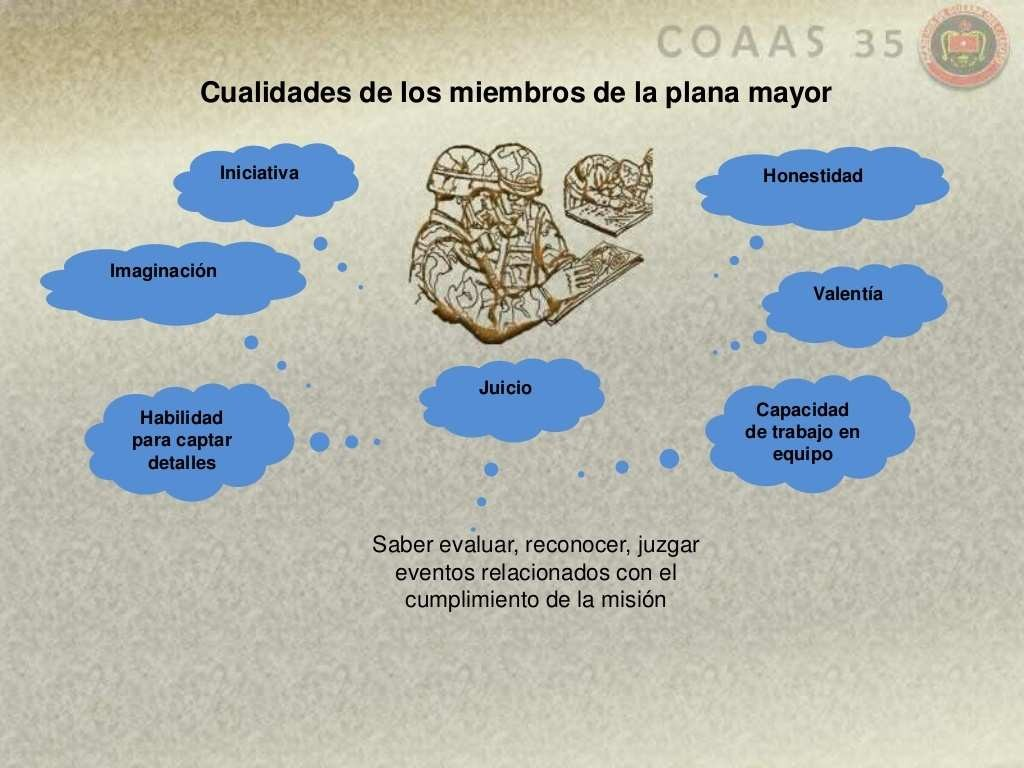 COAAS 35
Cualidades de los miembros de la plana mayor
Iniciativa
Honestidad
Imaginación
Valentía
Juicio
Habilidad
para captar
detalles
Capacidad
de trabajo en
equipo
Saber evaluar, reconocer, juzgar
eventos relacionados con el
cumplimiento de la misión